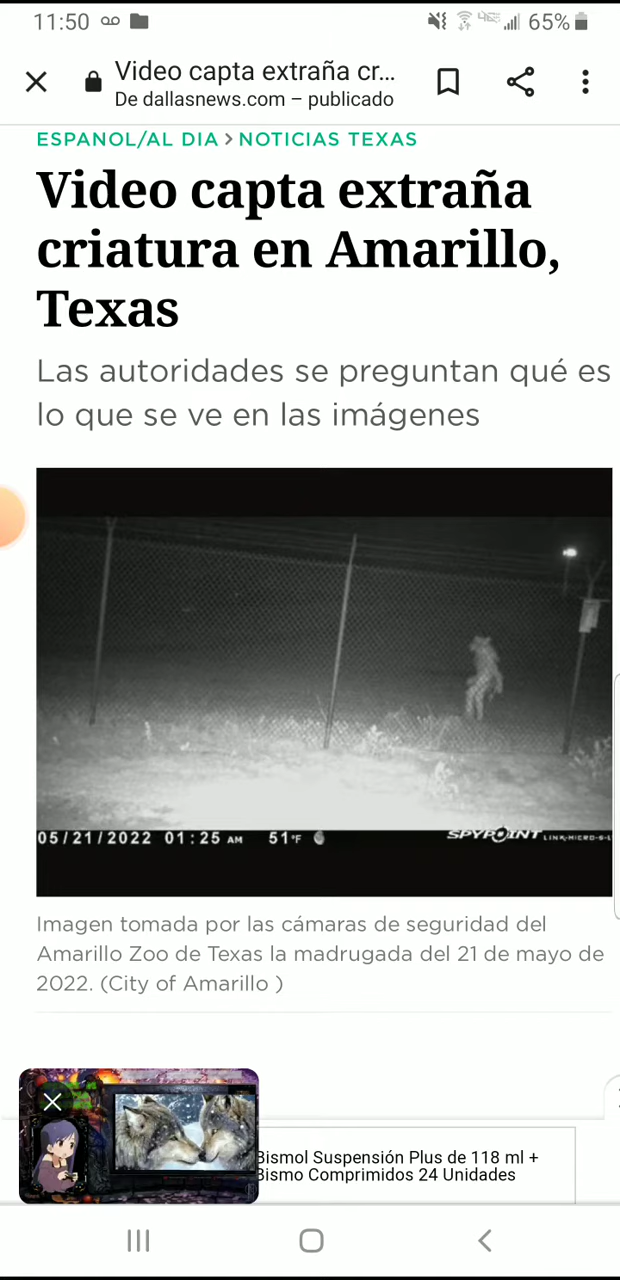 11:50
65%
Video capta extraña cr...
De dallasnews.com – publicado
ESPANOL/AL DIA > NOTICIAS TEXAS
Video capta extraña
criatura en Amarillo,
Texas
Las autoridades se preguntan qué es
lo que se ve en las imágenes
05/21/2022 01:25 AM 51°F
SPYPOINT LINK-MICRO-S-L
Imagen tomada por las cámaras de seguridad del
Amarillo Zoo de Texas la madrugada del 21 de mayo de
2022. (City of Amarillo )
Bismol Suspensión Plus de 118 ml +
Bismo Comprimidos 24 Unidades